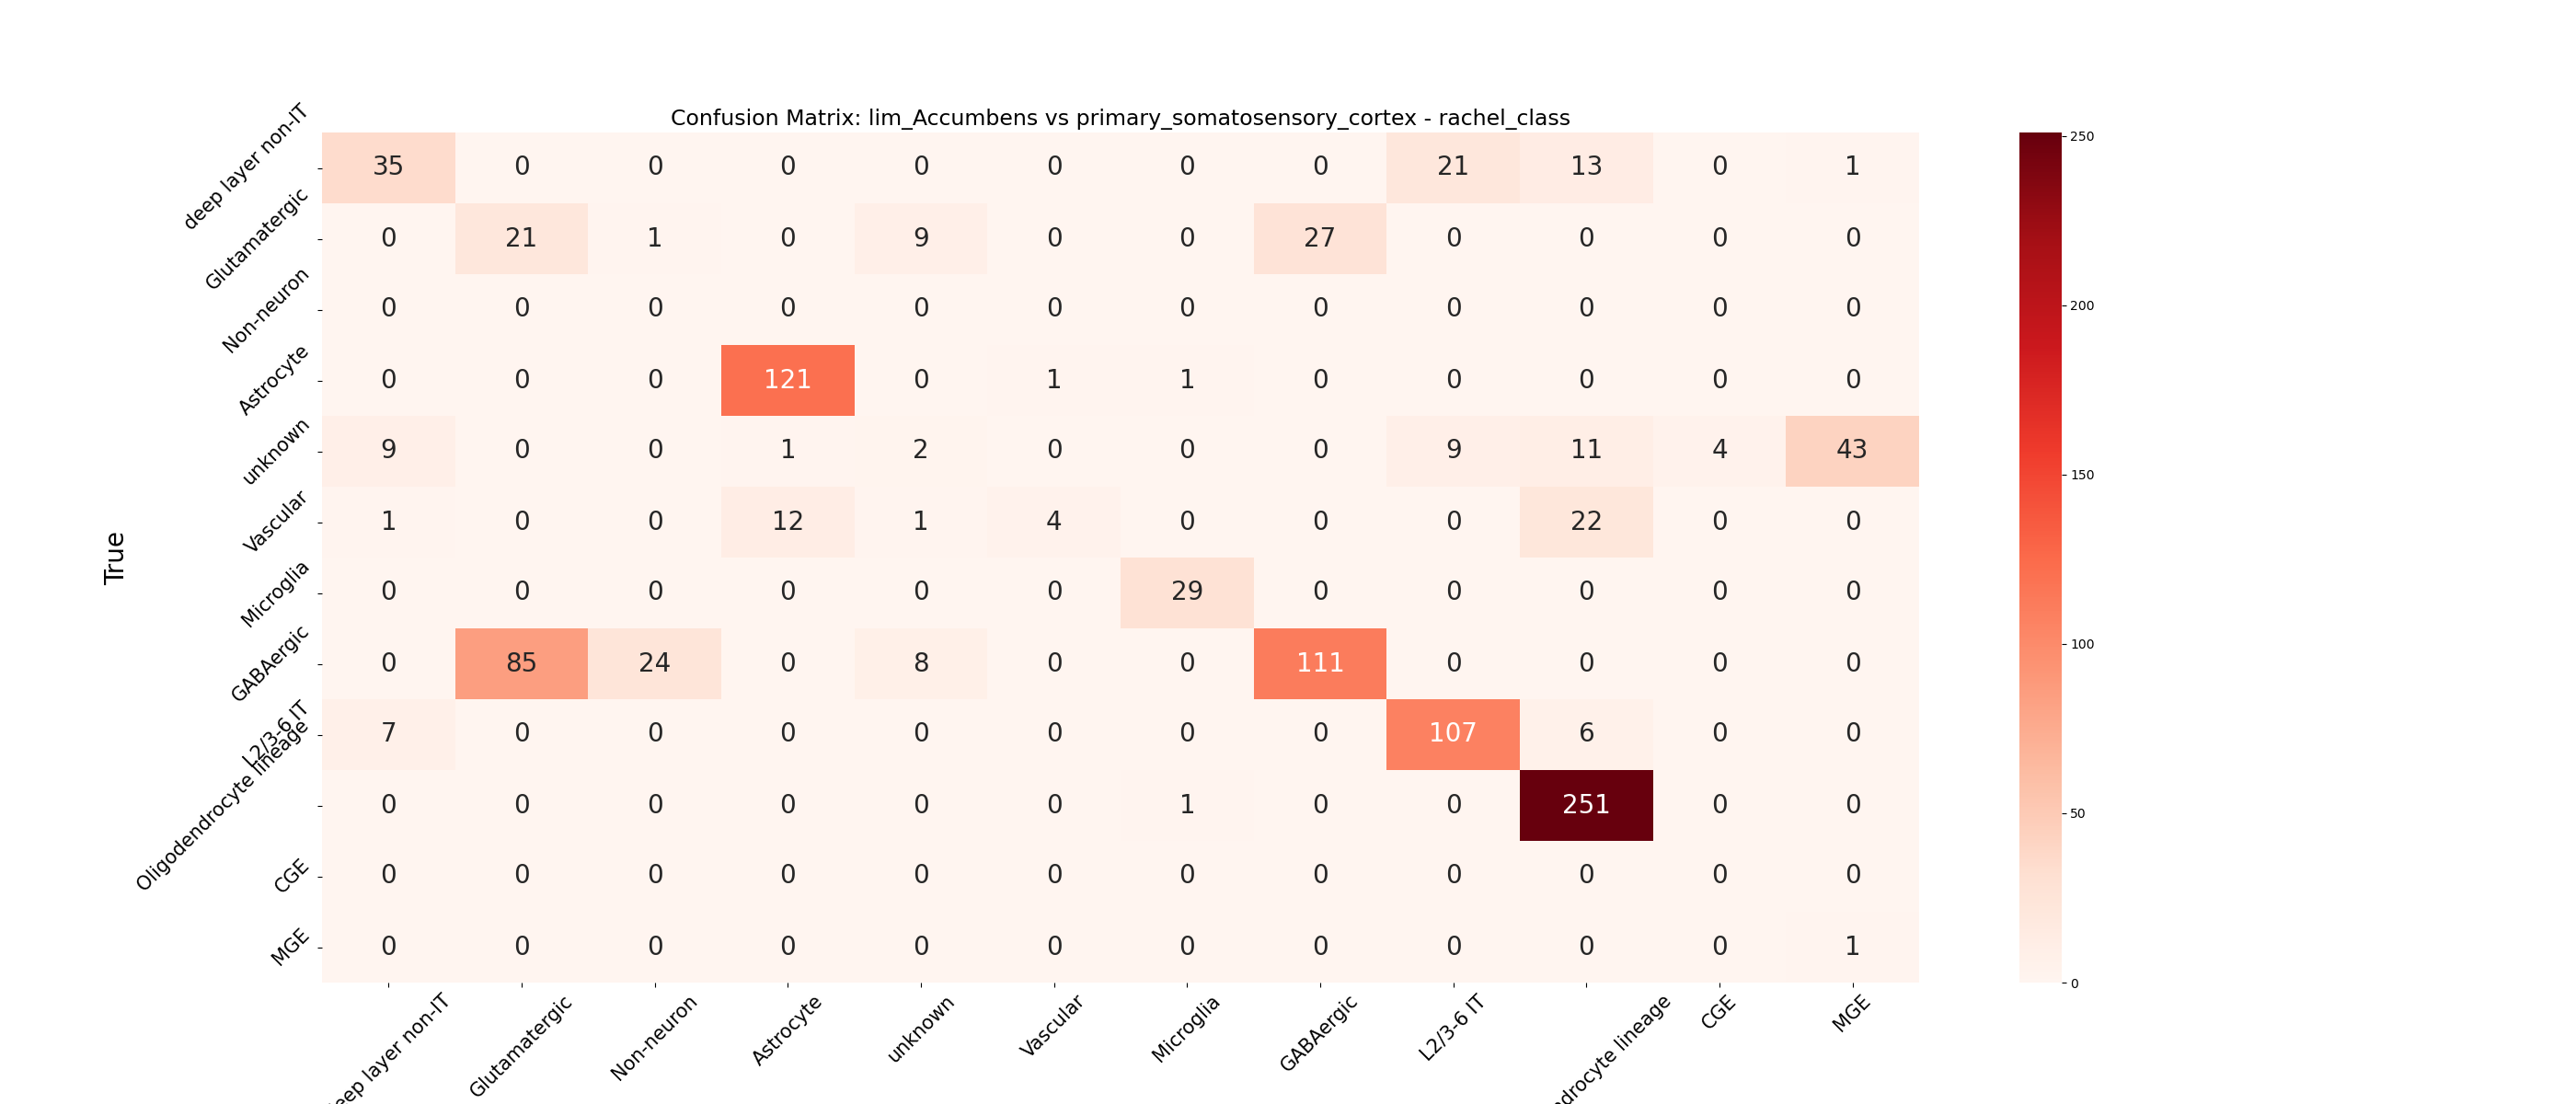 Confusion Matrix: lim_Accumbens vs primary_somatosensory_cortex - rachel_class
True
deep layer non-IT 35 0 0 0 0 0 0 0 21 13 0 1
Glutamatergic 0 21 1 0 9 0 0 27 0 0 0 0
Non-neuron 0 0 0 0 0 0 0 0 0 0 0 0
Astrocyte 0 0 0 121 0 1 1 0 0 0 0 0
unknown 9 0 0 1 2 0 0 0 9 11 4 43
Vascular 1 0 0 12 1 4 0 0 0 22 0 0
Microglia 0 0 0 0 0 0 29 0 0 0 0 0
GABAergic 0 85 24 0 8 0 0 111 0 0 0 0
L2/3-6 IT 7 0 0 0 0 0 0 0 107 6 0 0
Oligodendrocyte lineage 0 0 0 0 0 0 1 0 0 251 0 0
CGE 0 0 0 0 0 0 0 0 0 0 0 0
MGE 0 0 0 0 0 0 0 0 0 0 0 1
eep layer non-IT Glutamatergic Non-neuron Astrocyte unknown Vascular Microglia GABAergic L2/3-6 IT ndrocyte lineage CGE MGE
250
200
150
100
50
0